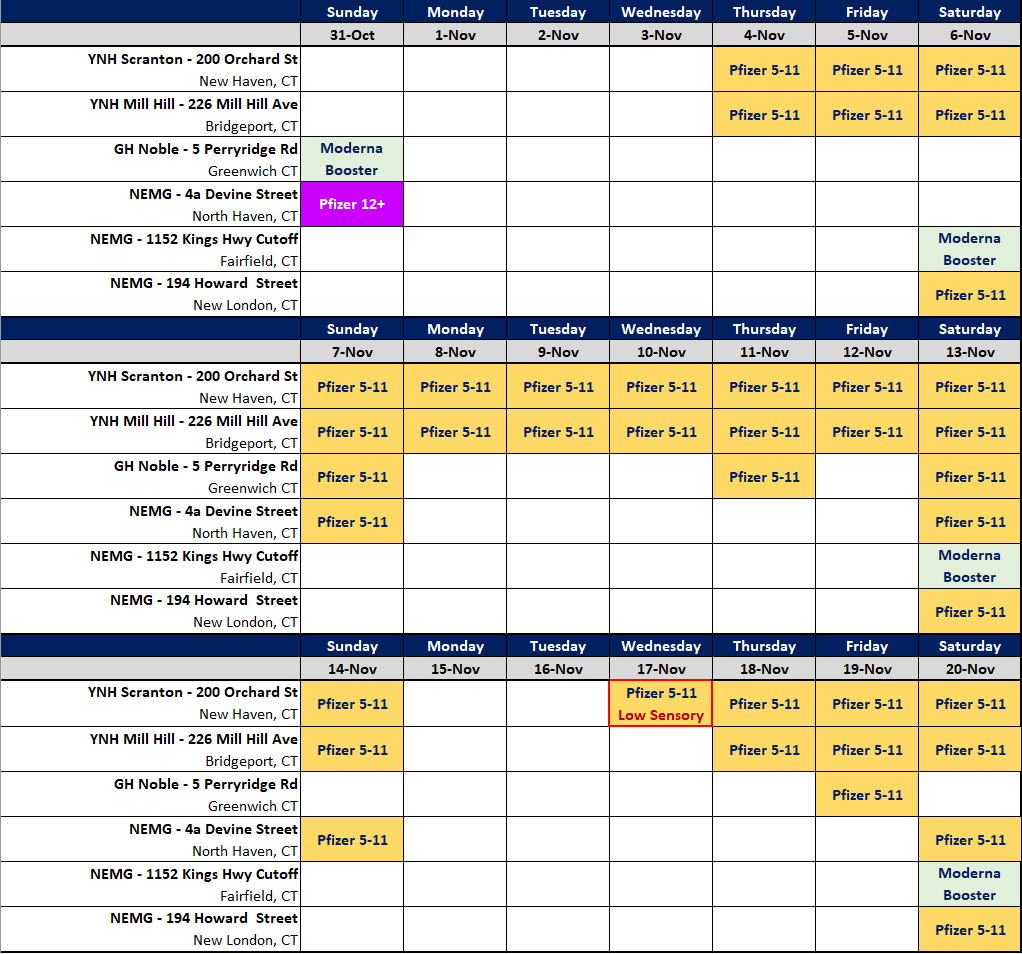 Sunday Monday Tuesday Wednesday Thursday Friday Saturday
31-Oct 1-Nov 2-Nov 3-Nov 4-Nov 5-Nov 6-Nov
YNH Scranton - 200 Orchard St
New Haven, CT
Pfizer 5-11 Pfizer 5-11 Pfizer 5-11
YNH Mill Hill - 226 Mill Hill Ave
Bridgeport, CT
Pfizer 5-11 Pfizer 5-11 Pfizer 5-11
GH Noble - 5 Perryridge Rd
Greenwich CT
Moderna
Booster
NEMG - 4a Devine Street
North Haven, CT
Pfizer 12+
NEMG - 1152 Kings Hwy Cutoff
Fairfield, CT
Moderna
Booster
NEMG - 194 Howard  Street
New London, CT
Pfizer 5-11
Sunday Monday Tuesday Wednesday Thursday Friday Saturday
7-Nov 8-Nov 9-Nov 10-Nov 11-Nov 12-Nov 13-Nov
YNH Scranton - 200 Orchard St
New Haven, CT
Pfizer 5-11 Pfizer 5-11 Pfizer 5-11 Pfizer 5-11 Pfizer 5-11 Pfizer 5-11 Pfizer 5-11
YNH Mill Hill - 226 Mill Hill Ave
Bridgeport, CT
Pfizer 5-11 Pfizer 5-11 Pfizer 5-11 Pfizer 5-11 Pfizer 5-11 Pfizer 5-11 Pfizer 5-11
GH Noble - 5 Perryridge Rd
Greenwich CT
Pfizer 5-11 Pfizer 5-11 Pfizer 5-11
NEMG - 4a Devine Street
North Haven, CT
Pfizer 5-11 Pfizer 5-11
NEMG - 1152 Kings Hwy Cutoff
Fairfield, CT
Moderna
Booster
NEMG - 194 Howard  Street
New London, CT
Pfizer 5-11
Sunday Monday Tuesday Wednesday Thursday Friday Saturday
14-Nov 15-Nov 16-Nov 17-Nov 18-Nov 19-Nov 20-Nov
YNH Scranton - 200 Orchard St
New Haven, CT
Pfizer 5-11
Pfizer 5-11
Low Sensory
Pfizer 5-11 Pfizer 5-11 Pfizer 5-11
YNH Mill Hill - 226 Mill Hill Ave
Bridgeport, CT
Pfizer 5-11 Pfizer 5-11 Pfizer 5-11 Pfizer 5-11
GH Noble - 5 Perryridge Rd
Greenwich CT
Pfizer 5-11
NEMG - 4a Devine Street
North Haven, CT
Pfizer 5-11 Pfizer 5-11
NEMG - 1152 Kings Hwy Cutoff
Fairfield, CT
Moderna
Booster
NEMG - 194 Howard  Street
New London, CT
Pfizer 5-11